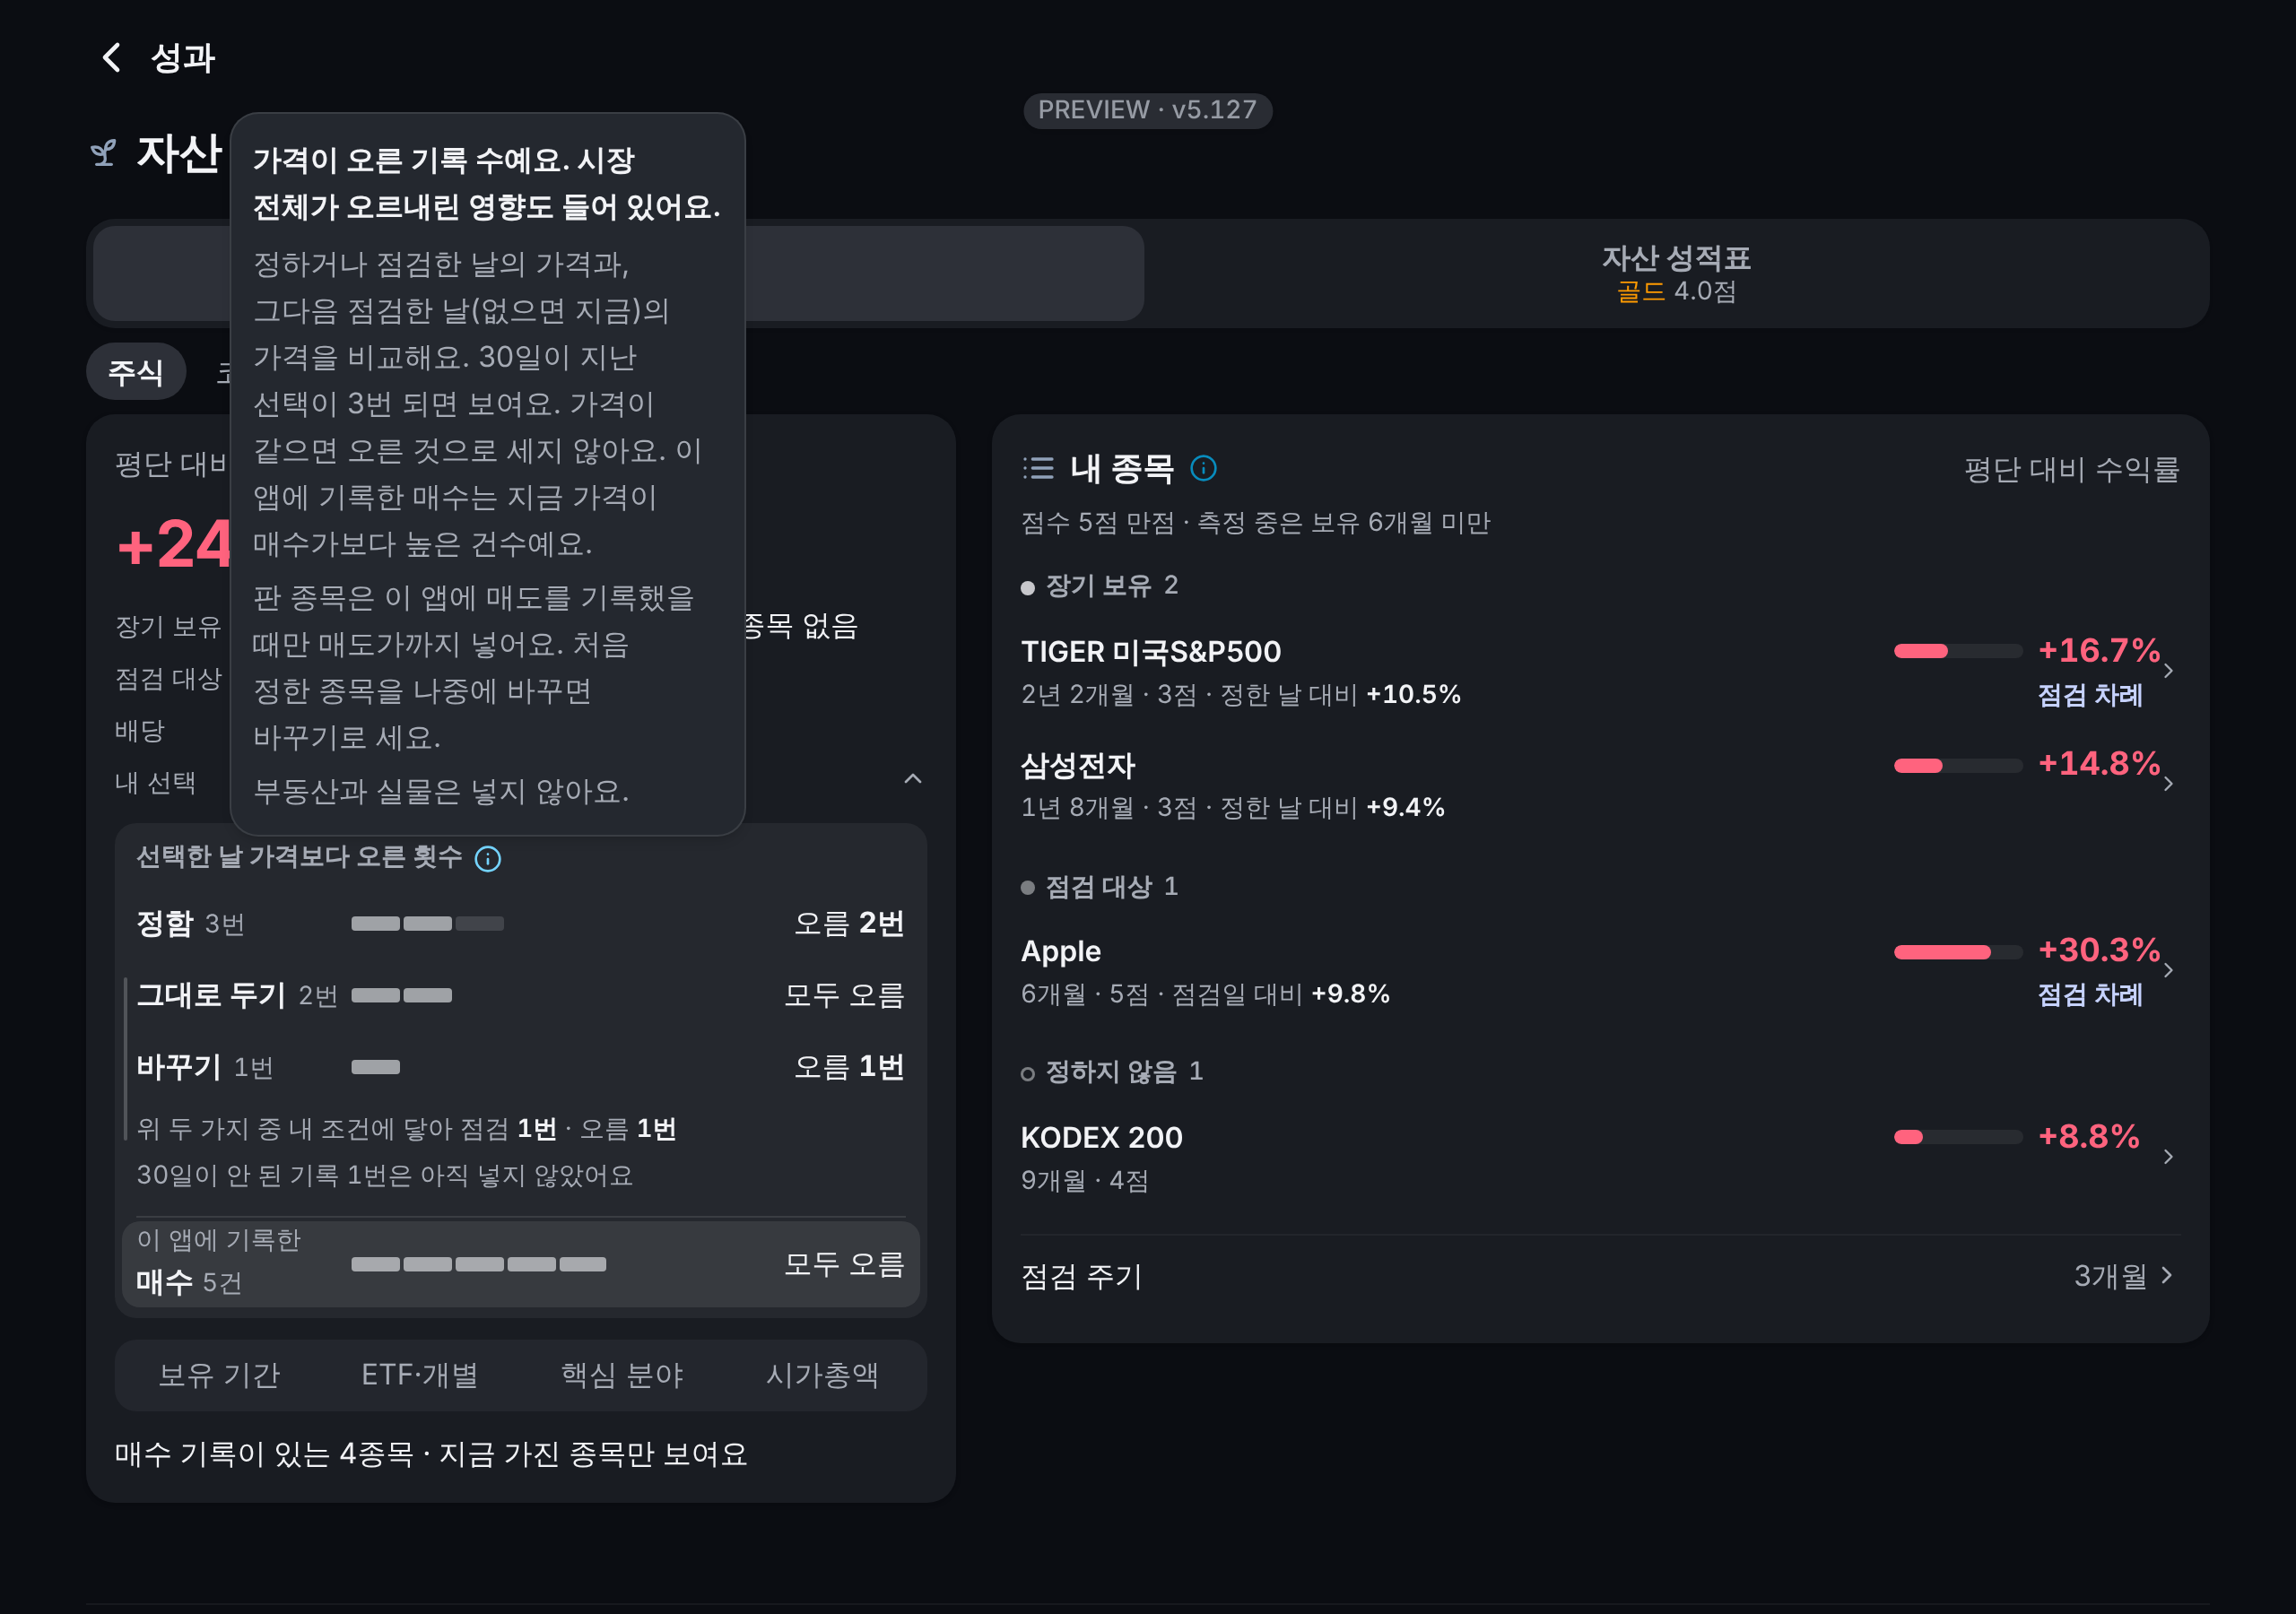 성과
PREVIEW · v5.127
자산
가격이 오른 기록 수예요. 시장
전체가 오르내린 영향도 들어 있어요.
정하거나 점검한 날의 가격과,
그다음 점검한 날(없으면 지금)의
가격을 비교해요. 30일이 지난
선택이 3번 되면 보여요. 가격이
같으면 오른 것으로 세지 않아요. 이
앱에 기록한 매수는 지금 가격이
매수가보다 높은 건수예요.
판 종목은 이 앱에 매도를 기록했을
때만 매도가까지 넣어요. 처음
정한 종목을 나중에 바꾸면
바꾸기로 세요.
부동산과 실물은 넣지 않아요.
자산 성적표
골드 4.0점
주식
평단 대비
+24
장기 보유
종목 없음
점검 대상
배당
내 선택
선택한 날 가격보다 오른 횟수
정함 3번 오름 2번
그대로 두기 2번 모두 오름
바꾸기 1번 오름 1번
위 두 가지 중 내 조건에 닿아 점검 1번 · 오름 1번
30일이 안 된 기록 1번은 아직 넣지 않았어요
이 앱에 기록한
매수 5건 모두 오름
보유 기간 ETF·개별 핵심 분야 시가총액
매수 기록이 있는 4종목 · 지금 가진 종목만 보여요
내 종목 평단 대비 수익률
점수 5점 만점 · 측정 중은 보유 6개월 미만
장기 보유 2
TIGER 미국S&P500 +16.7%
2년 2개월 · 3점 · 정한 날 대비 +10.5% 점검 차례
삼성전자 +14.8%
1년 8개월 · 3점 · 정한 날 대비 +9.4%
점검 대상 1
Apple +30.3%
6개월 · 5점 · 점검일 대비 +9.8% 점검 차례
정하지 않음 1
KODEX 200 +8.8%
9개월 · 4점
점검 주기 3개월